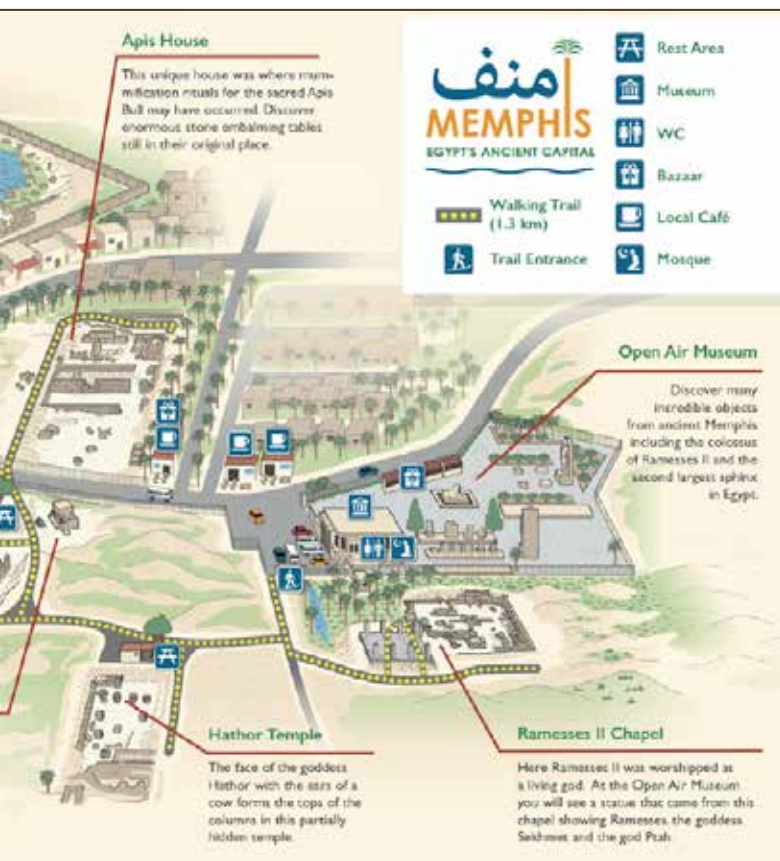 Apis House
This unique house was where mum-
mification rituals for the sacred Apis
Bull may have occurred. Discover
enormous stone embalming tables
still in their original place.
منف
MEMPHIS
EGYPT'S ANCIENT CAPITAL
Walking Trail
(1.3 km)
Trail Entrance
Rest Area
Museum
WC
Bazaar
Local Café
Mosque
Open Air Museum
Discover many
incredible objects
from ancient Memphis
including the colossus
of Ramesses II and the
second largest sphinx
in Egypt.
Hathor Temple
The face of the goddess
Hathor with the ears of a
cow forms the tops of the
columns in this partially
hidden temple.
Ramesses II Chapel
Here Ramesses II was worshipped as
a living god. At the Open Air Museum
you will see a statue that came from this
chapel showing Ramesses, the goddess
Sekhmet and the god Ptah.